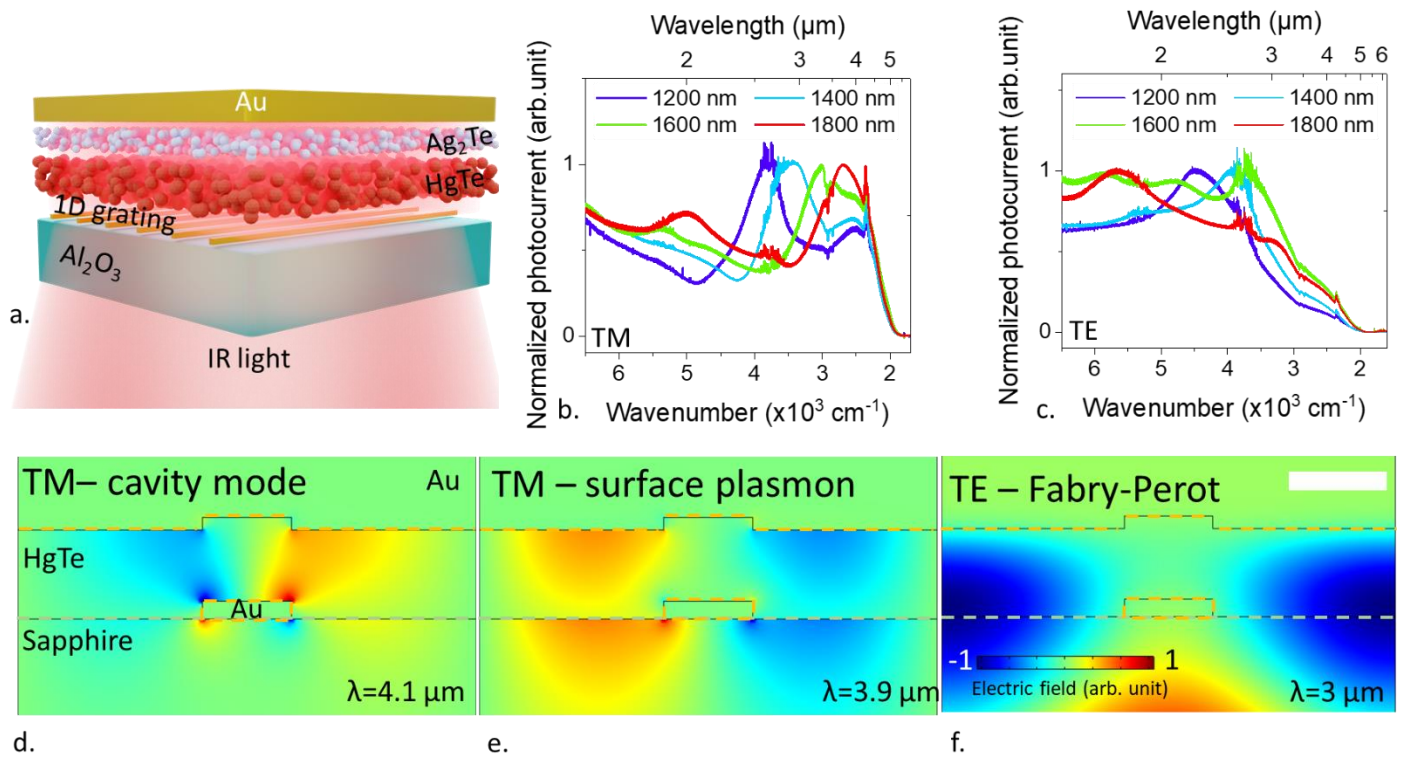 Au
Ag2Te
HgTe
1D grating
Al2O3
a.
IR light
Wavelength (µm)
2 3 4 5
Normalized photocurrent (arb.unit)
1200 nm 1400 nm
1600 nm 1800 nm
1
0
TM
6 5 4 3 2
b. Wavenumber (x10³ cm⁻¹)
Wavelength (µm)
2 3 4 5 6
Normalized photocurrent (arb.unit)
1200 nm 1400 nm
1600 nm 1800 nm
1
0
TE
6 5 4 3 2
c. Wavenumber (x10³ cm⁻¹)
TM– cavity mode Au
HgTe
Au
Sapphire
λ=4.1 µm
d.
TM – surface plasmon
λ=3.9 µm
e.
TE – Fabry-Perot
-1 1
Electric field (arb. unit) λ=3 µm
f.